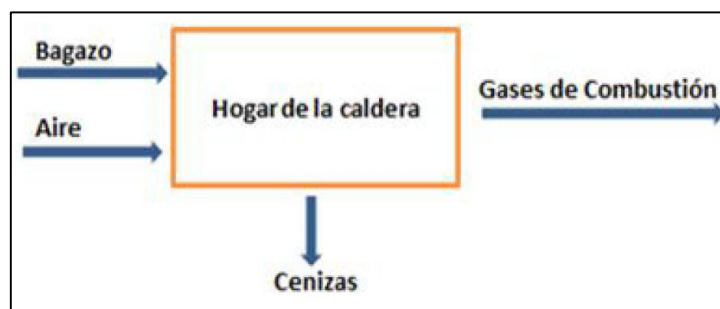 Bagazo
Aire
Hogar de la caldera
Gases de Combustión
Cenizas